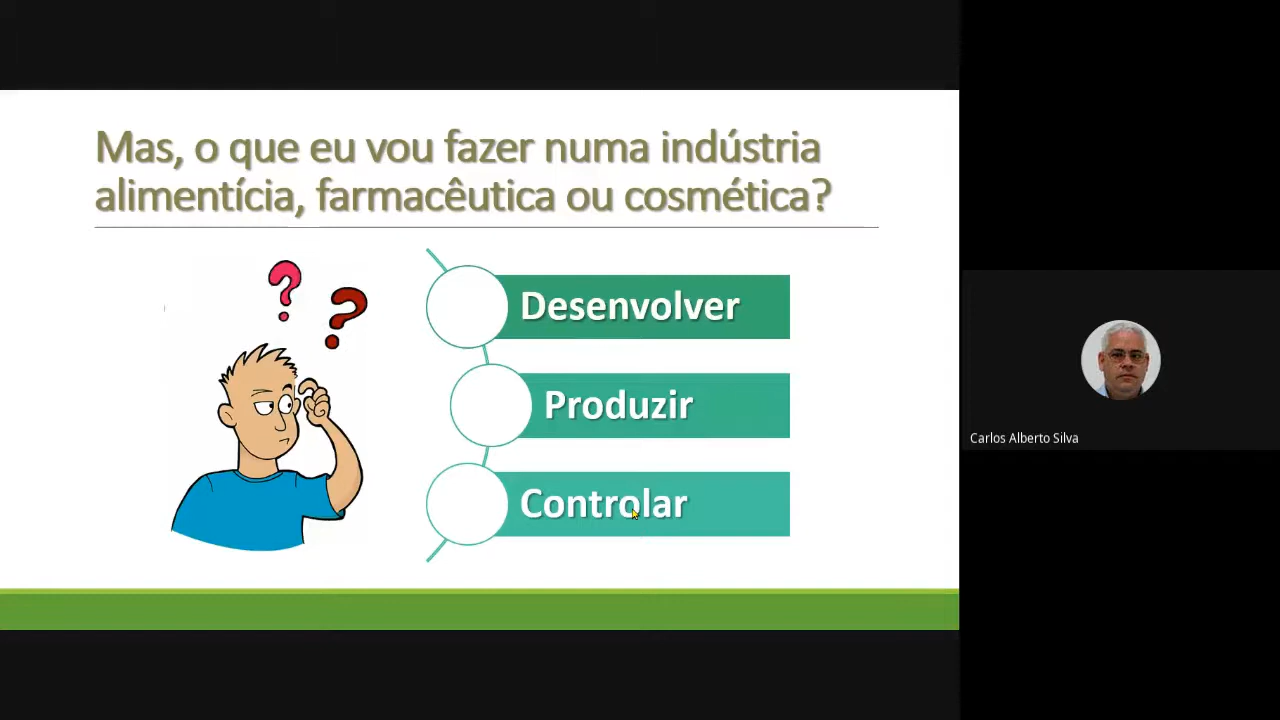 Mas, o que eu vou fazer numa indústria
alimentícia, farmacêutica ou cosmética?
? ?
Desenvolver
Produzir
Controlar
Carlos Alberto Silva